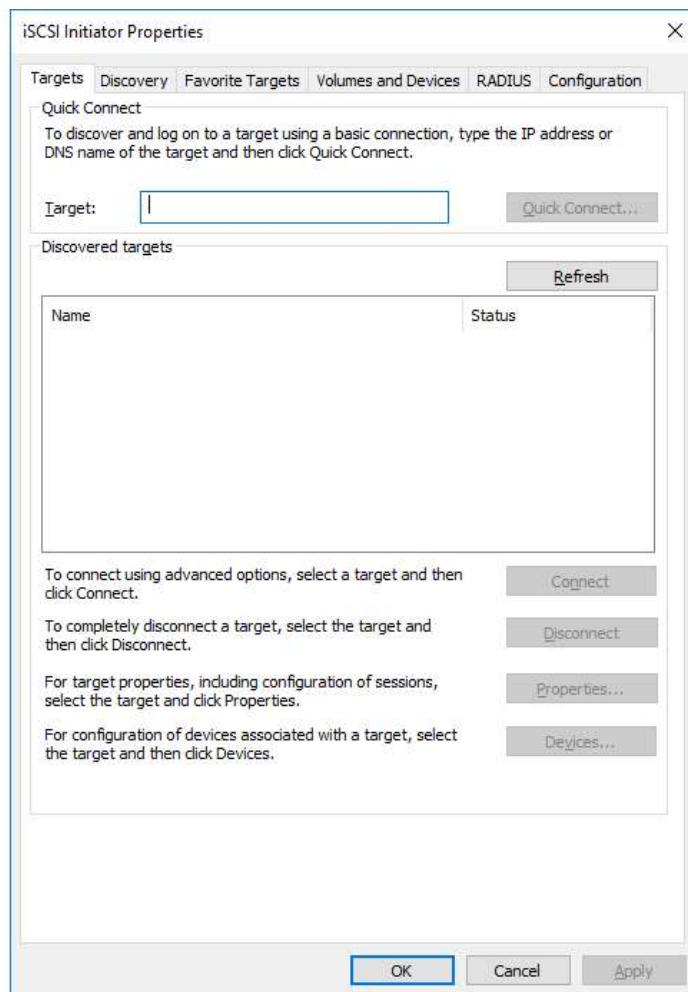 iSCSI Initiator Properties
Targets Discovery Favorite Targets Volumes and Devices RADIUS Configuration
Quick Connect
To discover and log on to a target using a basic connection, type the IP address or
DNS name of the target and then click Quick Connect.
Target: Quick Connect...
Discovered targets
Refresh
Name Status
To connect using advanced options, select a target and then
click Connect.
Connect
To completely disconnect a target, select the target and
then click Disconnect.
Disconnect
For target properties, including configuration of sessions,
select the target and click Properties.
Properties...
For configuration of devices associated with a target, select
the target and then click Devices.
Devices...
OK Cancel Apply